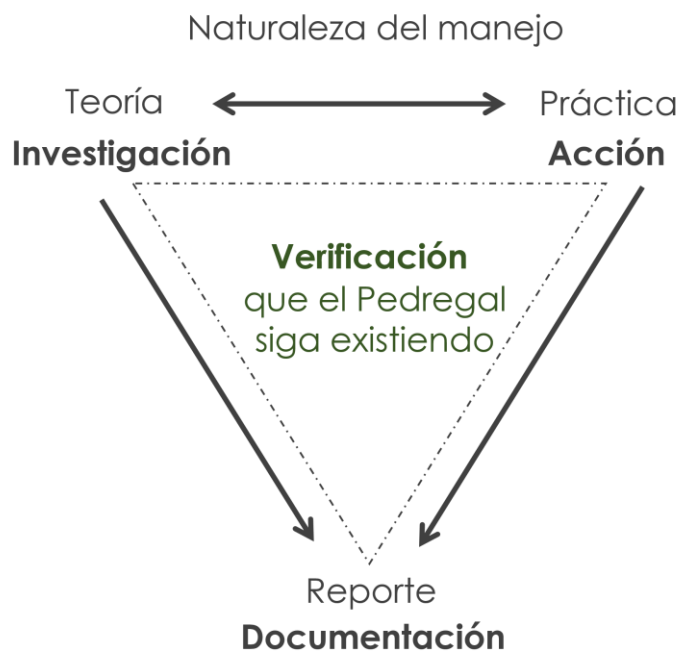 Naturaleza del manejo
Teoría
Práctica
Investigación
Acción
Verificación
que el Pedregal
siga existiendo
Reporte
Documentación